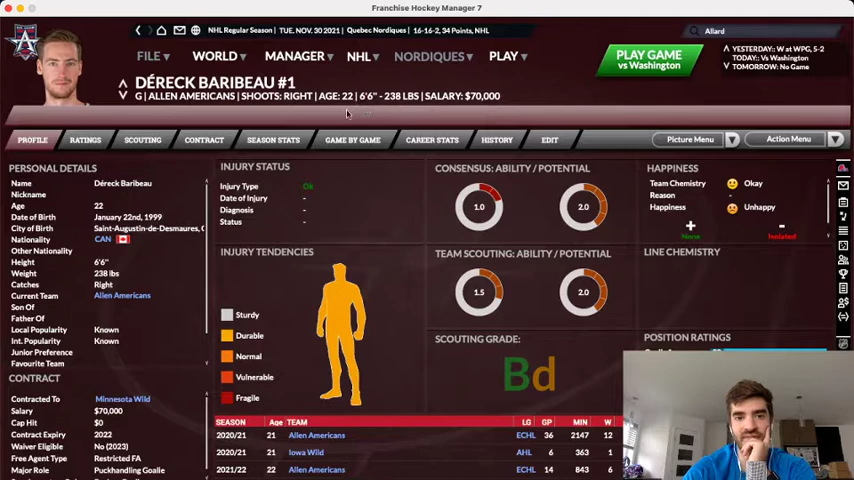 Franchise Hockey Manager 7
NHL Regular Season | TUE. NOV. 30 2021 | Quebec Nordiques | 16-16-2, 34 Points, NHL
Allard
FILE WORLD MANAGER NHL NORDIQUES PLAY
PLAY GAME
vs Washington
YESTERDAY:: W at WPG, 5-2
TODAY:: vs Washington
TOMORROW: No Game
DÉRECK BARIBEAU #1
G | ALLEN AMERICANS | SHOOTS: RIGHT | AGE: 22 | 6'6" - 238 LBS | SALARY: $70,000
PROFILE RATINGS SCOUTING CONTRACT SEASON STATS GAME BY GAME CAREER STATS HISTORY EDIT Picture Menu Action Menu
PERSONAL DETAILS
Name Déreck Baribeau
Nickname
Age 22
Date of Birth January 22nd, 1999
City of Birth Saint-Augustin-de-Desmaures, Q
Nationality CAN
Other Nationality
Height 6'6"
Weight 238 lbs
Catches Right
Current Team Allen Americans
Son Of
Father Of
Local Popularity Known
Int. Popularity Known
Junior Preference
Favourite Team
CONTRACT
Contracted To Minnesota Wild
Salary $70,000
Cap Hit $0
Contract Expiry 2022
Waiver Eligible No (2023)
Free Agent Type Restricted FA
Major Role Puckhandling Goalie
INJURY STATUS
Injury Type Ok
Date of Injury -
Diagnosis -
Status -
INJURY TENDENCIES
Sturdy
Durable
Normal
Vulnerable
Fragile
CONSENSUS: ABILITY / POTENTIAL
1.0 2.0
TEAM SCOUTING: ABILITY / POTENTIAL
1.5 2.0
SCOUTING GRADE:
Bd
HAPPINESS
Team Chemistry Okay
Reason -
Happiness Unhappy
+ -
None Isolated
LINE CHEMISTRY
POSITION RATINGS
SEASON Age TEAM LG GP MIN W
2020/21 21 Allen Americans ECHL 36 2147 12
2020/21 21 Iowa Wild AHL 6 363 1
2021/22 22 Allen Americans ECHL 14 843 6